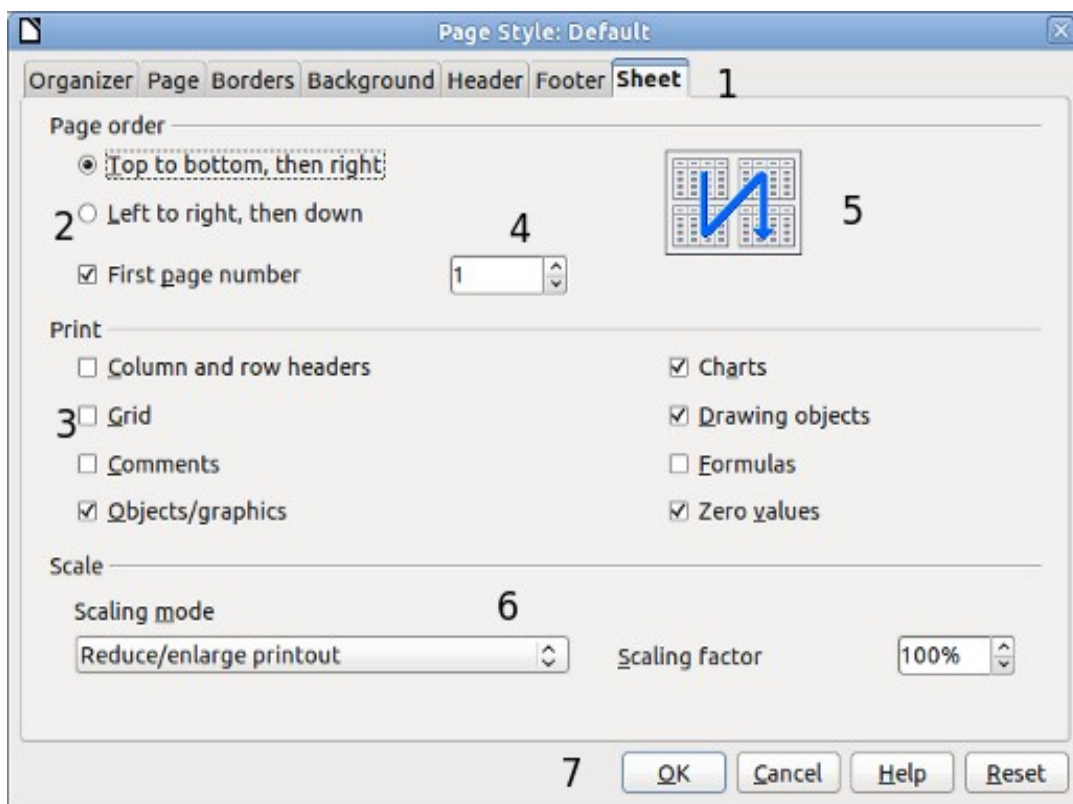 Page Style: Default
Organizer Page Borders Background Header Footer Sheet 1
Page order
Top to bottom, then right
2 Left to right, then down 4 5
First page number 1
Print
Column and row headers Charts
3 Grid Drawing objects
Comments Formulas
Objects/graphics Zero values
Scale
Scaling mode 6
Reduce/enlarge printout Scaling factor 100%
7 OK Cancel Help Reset